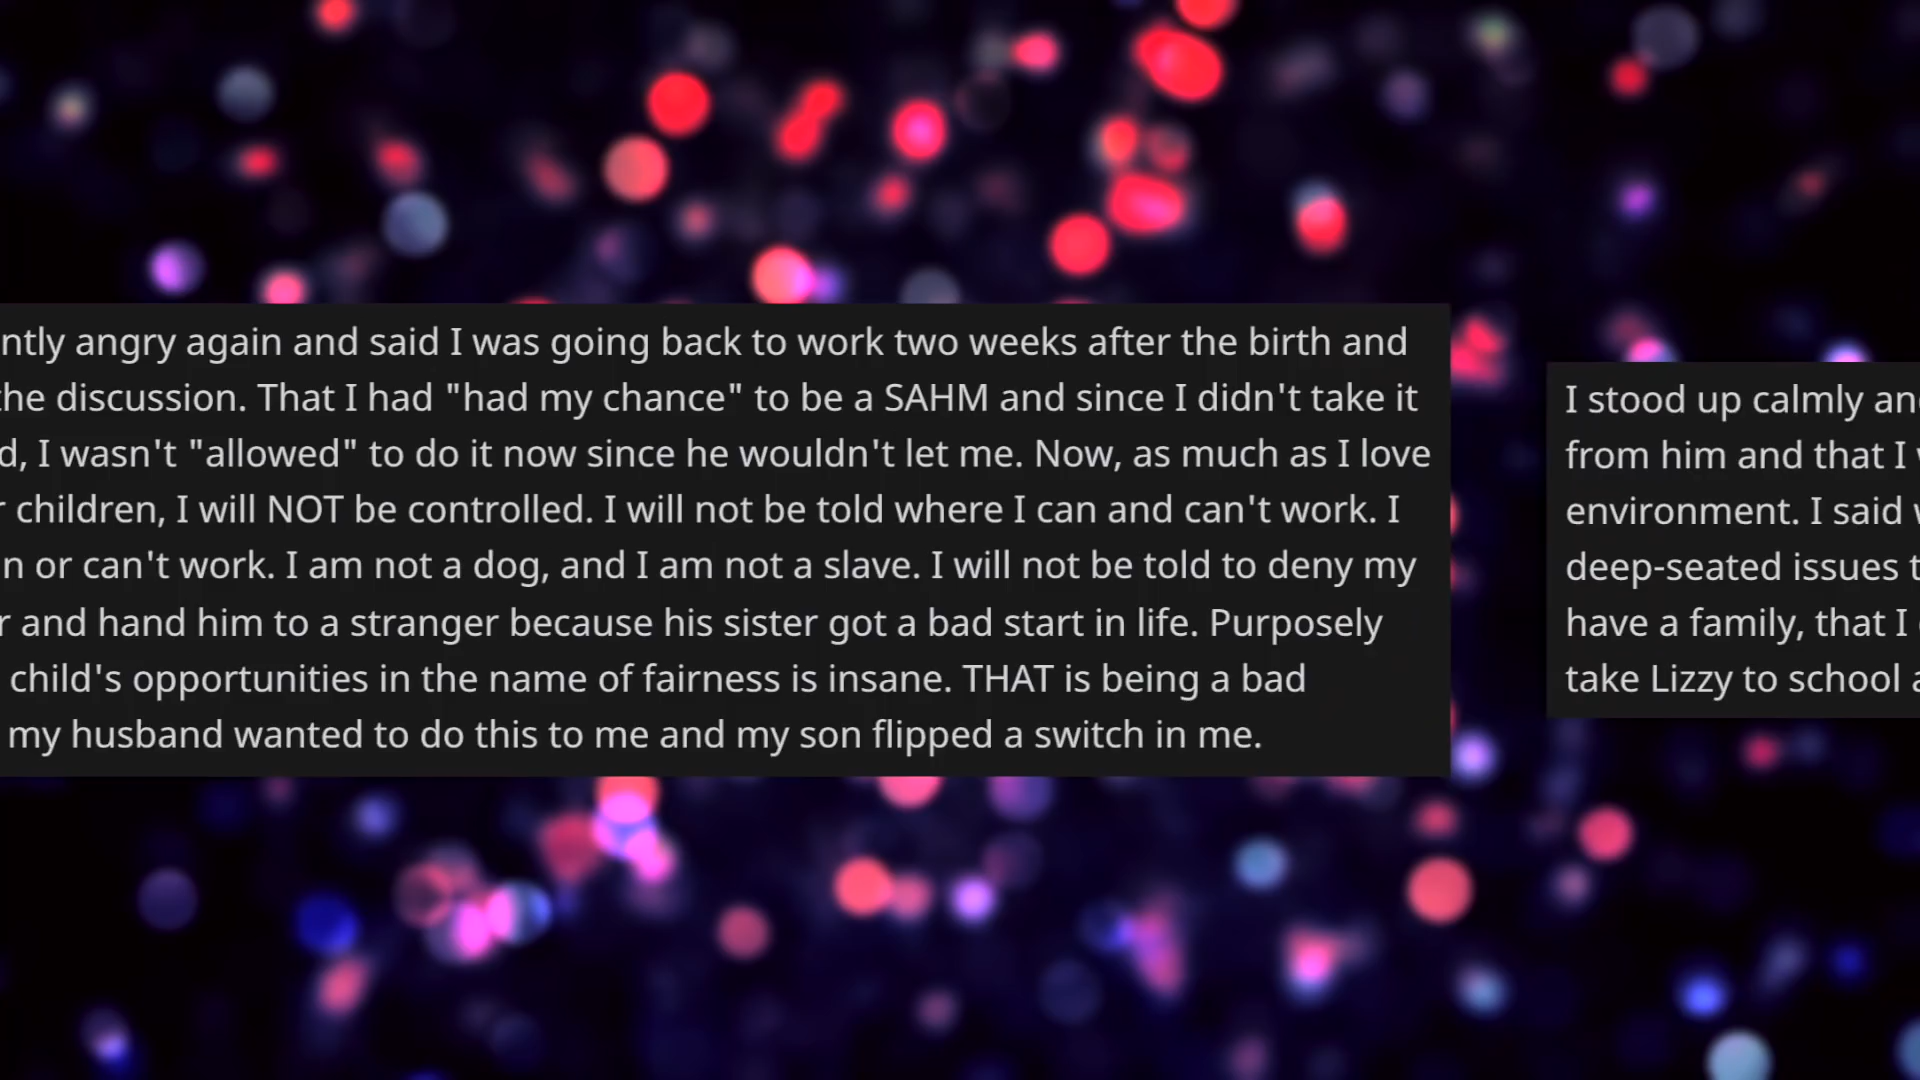 angry again and said I was going back to work two weeks after the birth and
the discussion. That I had "had my chance" to be a SAHM and since I didn't take it
I wasn't "allowed" to do it now since he wouldn't let me. Now, as much as I love
children, I will NOT be controlled. I will not be told where I can and can't work. I
or can't work. I am not a dog, and I am not a slave. I will not be told to deny my
and hand him to a stranger because his sister got a bad start in life. Purposely
child's opportunities in the name of fairness is insane. THAT is being a bad
my husband wanted to do this to me and my son flipped a switch in me.
I stood up calmly
from him and that I
environment. I said
deep-seated issues
have a family, that I
take Lizzy to school